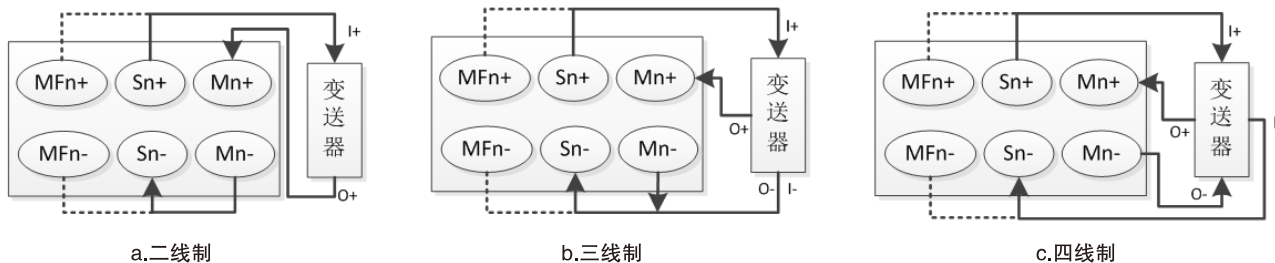 I+
MFn+ Sn+ Mn+
变送器
MFn- Sn- Mn-
O+
a.二线制
I+
MFn+ Sn+ Mn+
O+
变送器
MFn- Sn- Mn-
O- I-
b.三线制
I+
MFn+ Sn+ Mn+
O+
变送器
MFn- Sn- Mn-
O-
c.四线制